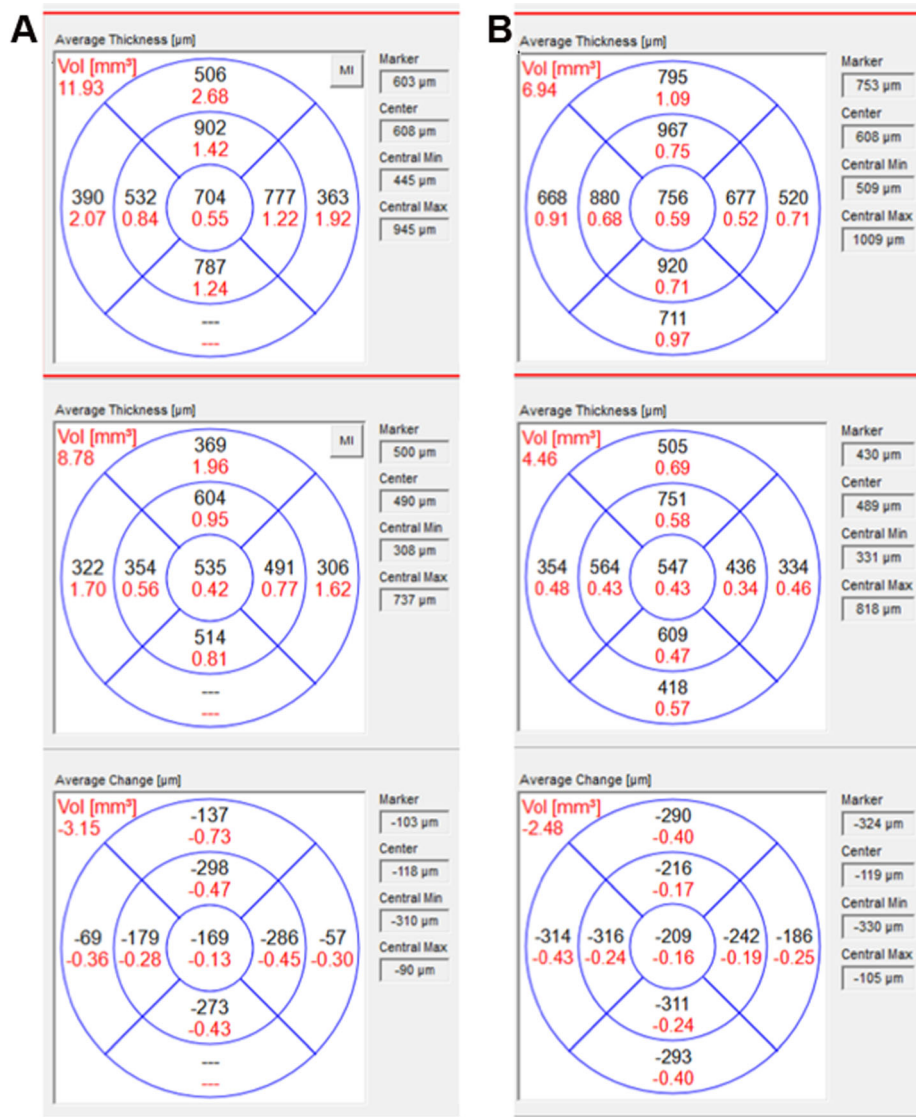 A
Average Thickness [µm]
Vol [mm³]
11.93
MI
506
2.68
902
1.42
390 532 704 777 363
2.07 0.84 0.55 1.22 1.92
787
1.24
---
---
Marker
603 µm
Center
608 µm
Central Min
445 µm
Central Max
945 µm
Average Thickness [µm]
Vol [mm³]
8.78
MI
369
1.96
604
0.95
322 354 535 491 306
1.70 0.56 0.42 0.77 1.62
514
0.81
---
---
Marker
500 µm
Center
490 µm
Central Min
308 µm
Central Max
737 µm
Average Change [µm]
Vol [mm³]
-3.15
-137
-0.73
-298
-0.47
-69 -179 -169 -286 -57
-0.36 -0.28 -0.13 -0.45 -0.30
-273
-0.43
---
---
Marker
-103 µm
Center
-118 µm
Central Min
-310 µm
Central Max
-90 µm
B
Average Thickness [µm]
Vol [mm³]
6.94
795
1.09
967
0.75
668 880 756 677 520
0.91 0.68 0.59 0.52 0.71
920
0.71
711
0.97
Marker
753 µm
Center
608 µm
Central Min
509 µm
Central Max
1009 µm
Average Thickness [µm]
Vol [mm³]
4.46
505
0.69
751
0.58
354 564 547 436 334
0.48 0.43 0.43 0.34 0.46
609
0.47
418
0.57
Marker
430 µm
Center
489 µm
Central Min
331 µm
Central Max
818 µm
Average Change [µm]
Vol [mm³]
-2.48
-290
-0.40
-216
-0.17
-314 -316 -209 -242 -186
-0.43 -0.24 -0.16 -0.19 -0.25
-311
-0.24
-293
-0.40
Marker
-324 µm
Center
-119 µm
Central Min
-330 µm
Central Max
-105 µm